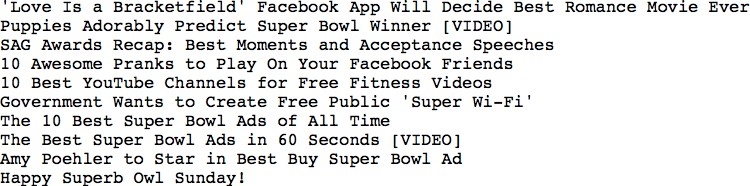 'Love Is a Bracketfield' Facebook App Will Decide Best Romance Movie Ever
Puppies Adorably Predict Super Bowl Winner [VIDEO]
SAG Awards Recap: Best Moments and Acceptance Speeches
10 Awesome Pranks to Play On Your Facebook Friends
10 Best YouTube Channels for Free Fitness Videos
Government Wants to Create Free Public 'Super Wi-Fi'
The 10 Best Super Bowl Ads of All Time
The Best Super Bowl Ads in 60 Seconds [VIDEO]
Amy Poehler to Star in Best Buy Super Bowl Ad
Happy Superb Owl Sunday!